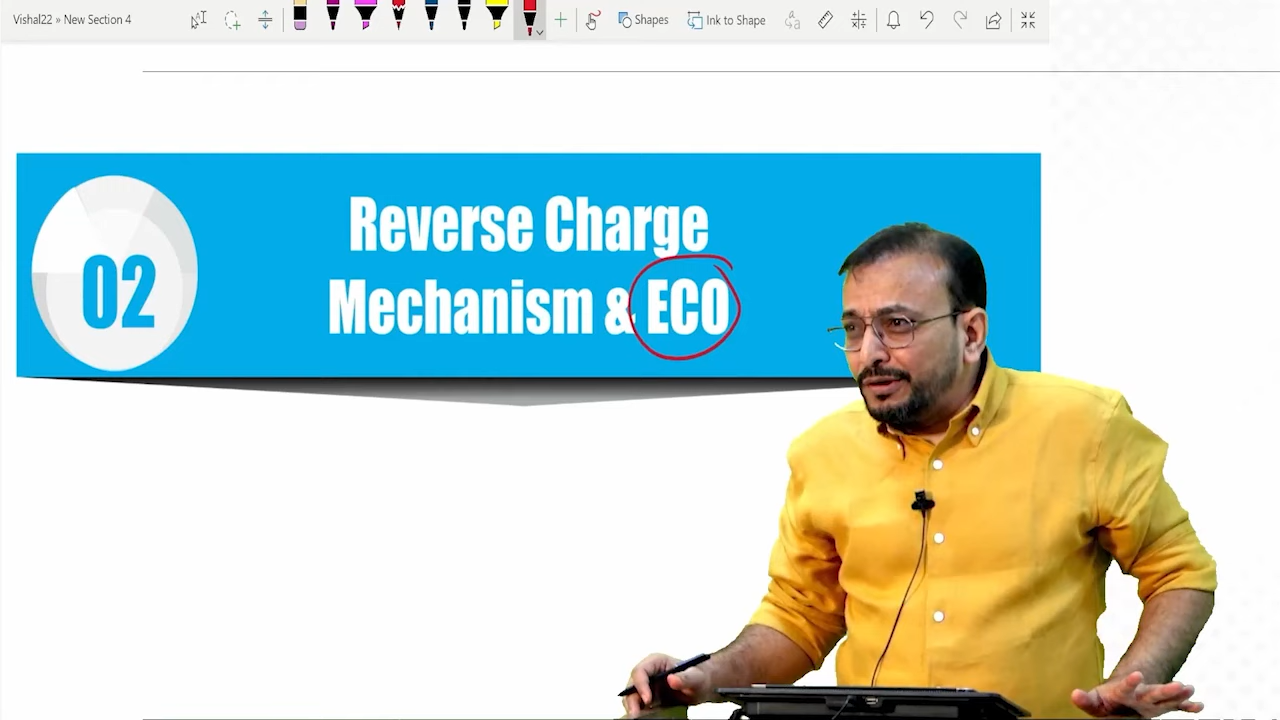 Vishal22 » New Section 4
Shapes
Ink to Shape
02
Reverse Charge
Mechanism & ECO